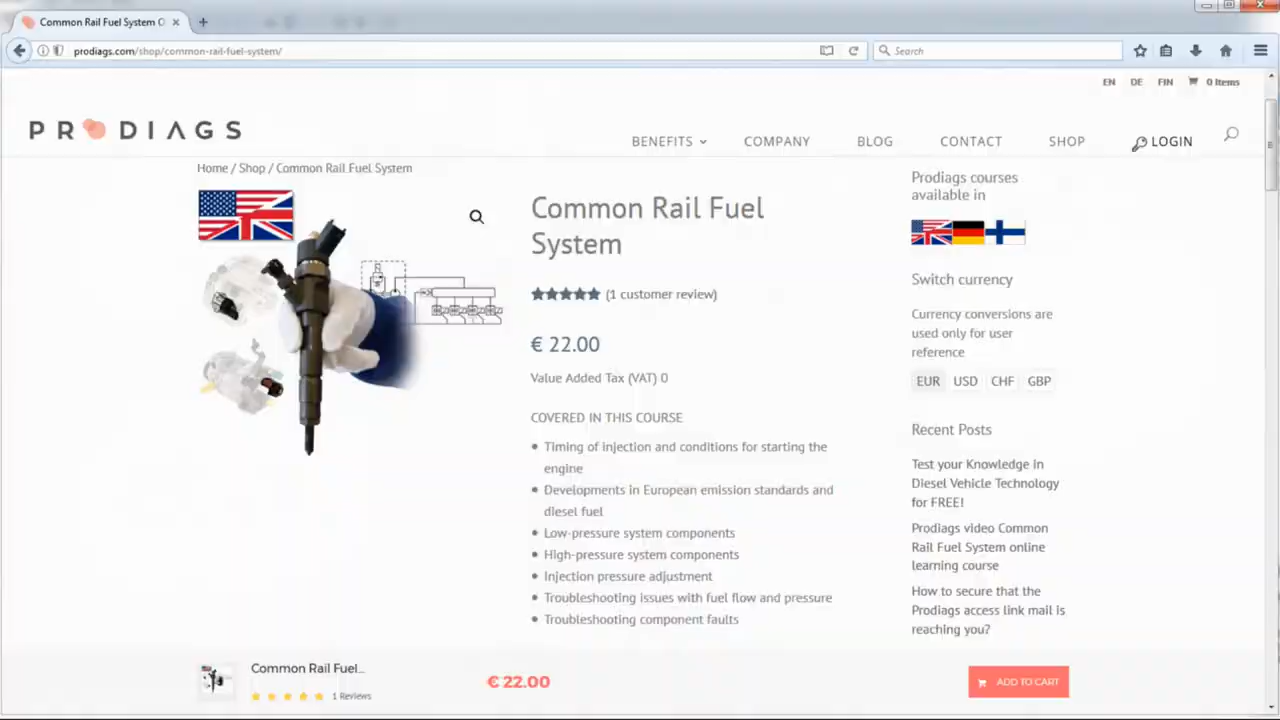 Common Rail Fuel System O
prodiags.com/shop/common-rail-fuel-system/
Search
EN DE FIN 0 Items
PRODIAGS
BENEFITS COMPANY BLOG CONTACT SHOP LOGIN
Home / Shop / Common Rail Fuel System
Common Rail Fuel
System
(1 customer review)
€ 22.00
Value Added Tax (VAT) 0
COVERED IN THIS COURSE
Timing of injection and conditions for starting the
engine
Developments in European emission standards and
diesel fuel
Low-pressure system components
High-pressure system components
Injection pressure adjustment
Troubleshooting issues with fuel flow and pressure
Troubleshooting component faults
Prodiags courses
available in
Switch currency
Currency conversions are
used only for user
reference
EUR USD CHF GBP
Recent Posts
Test your Knowledge in
Diesel Vehicle Technology
for FREE!
Prodiags video Common
Rail Fuel System online
learning course
How to secure that the
Prodiags access link mail is
reaching you?
Common Rail Fuel...
1 Reviews
€ 22.00
ADD TO CART